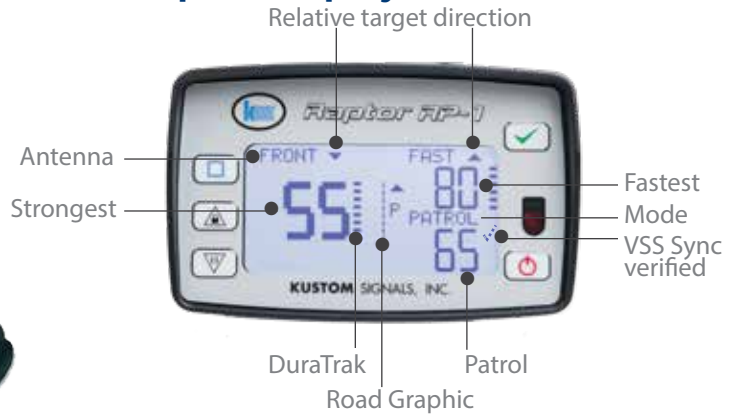 Relative target direction
Raptor RP-1
Antenna
FRONT
FAST
80
Fastest
Strongest
55
P
PATROL
Mode
65
VSS Sync
verified
KUSTOM SIGNALS, INC.
DuraTrak
Patrol
Road Graphic